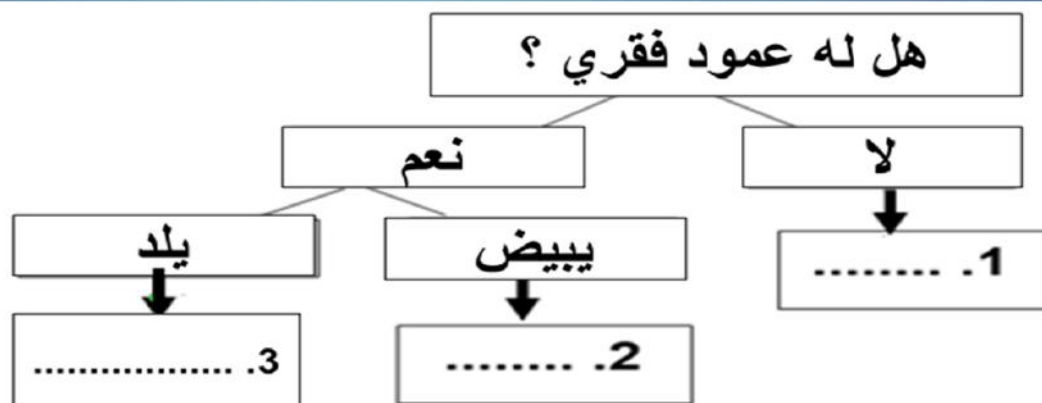 هل له عمود فقري ؟
لا
نعم
يبيض
يلد
1. ........
2. ........
3. ..................